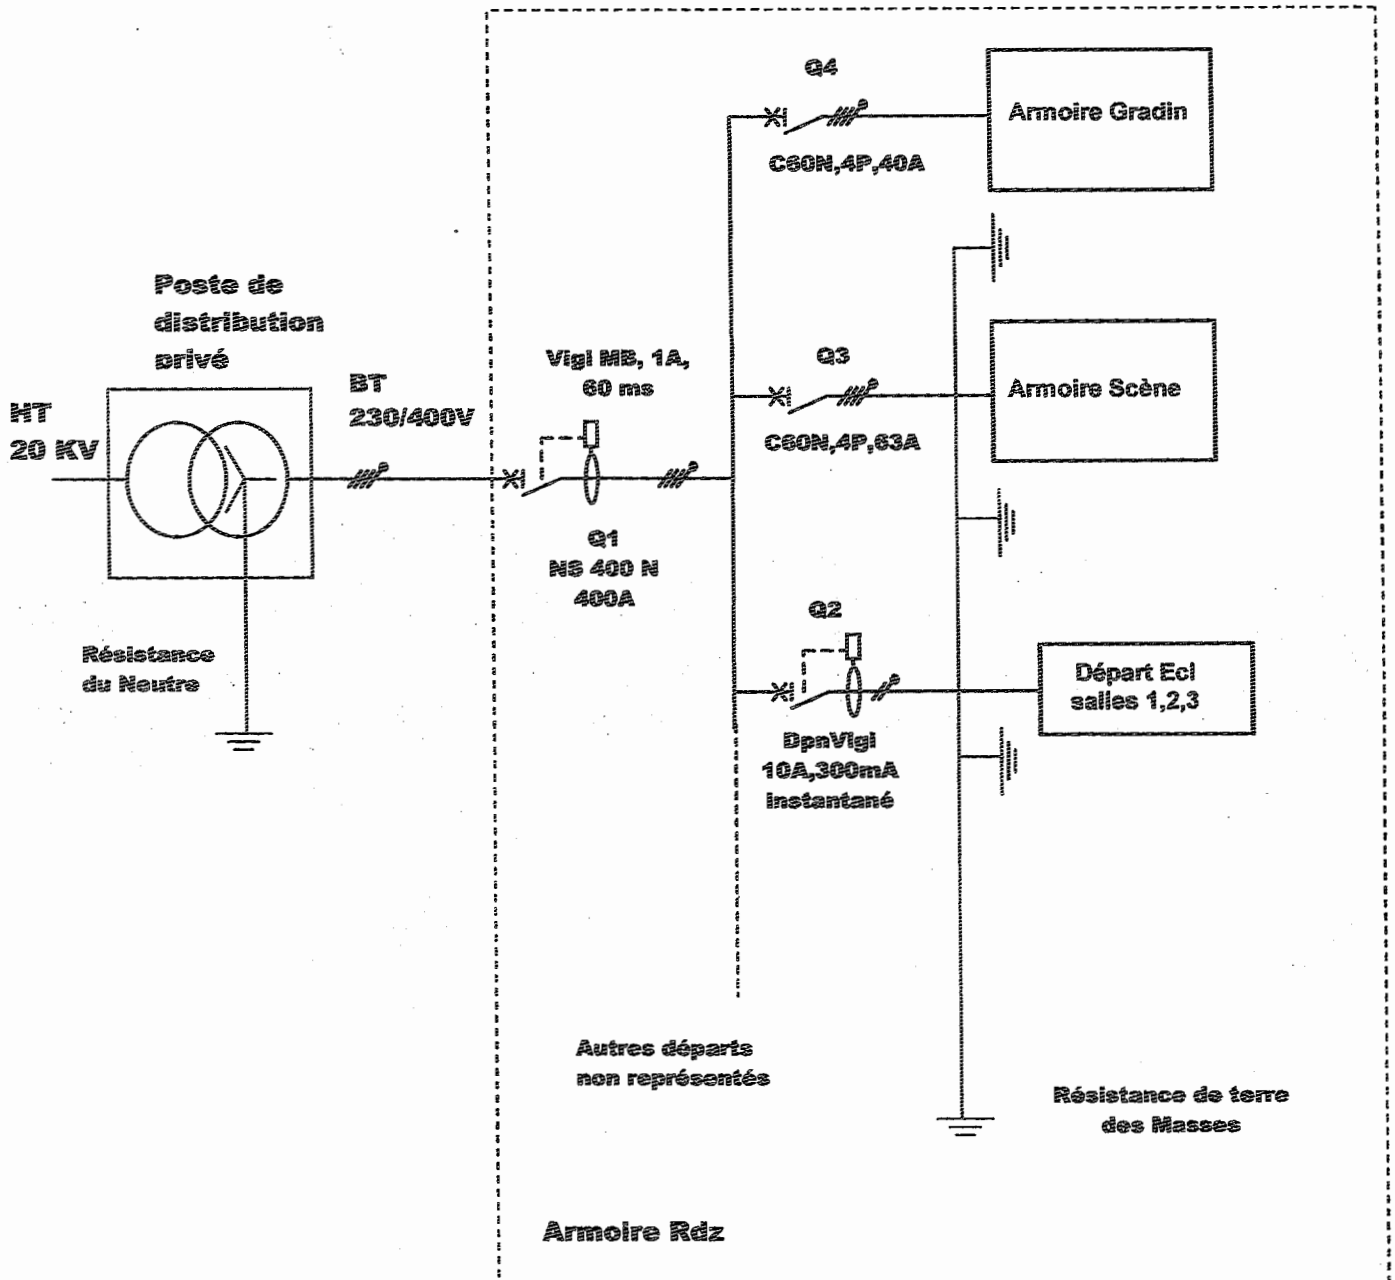 Q4
Armoire Gradin
C60N,4P,40A
Poste de
distribution
privé
HT
20 KV
BT
230/400V
Vigi MB, 1A,
60 ms
Q3
Armoire Scène
C60N,4P,63A
Q1
NS 400 N
400A
Résistance
du Neutre
Q2
Départ Ecl
salles 1,2,3
DpnVigi
10A,300mA
instantané
Autres départs
non représentés
Résistance de terre
des Masses
Armoire Rdz